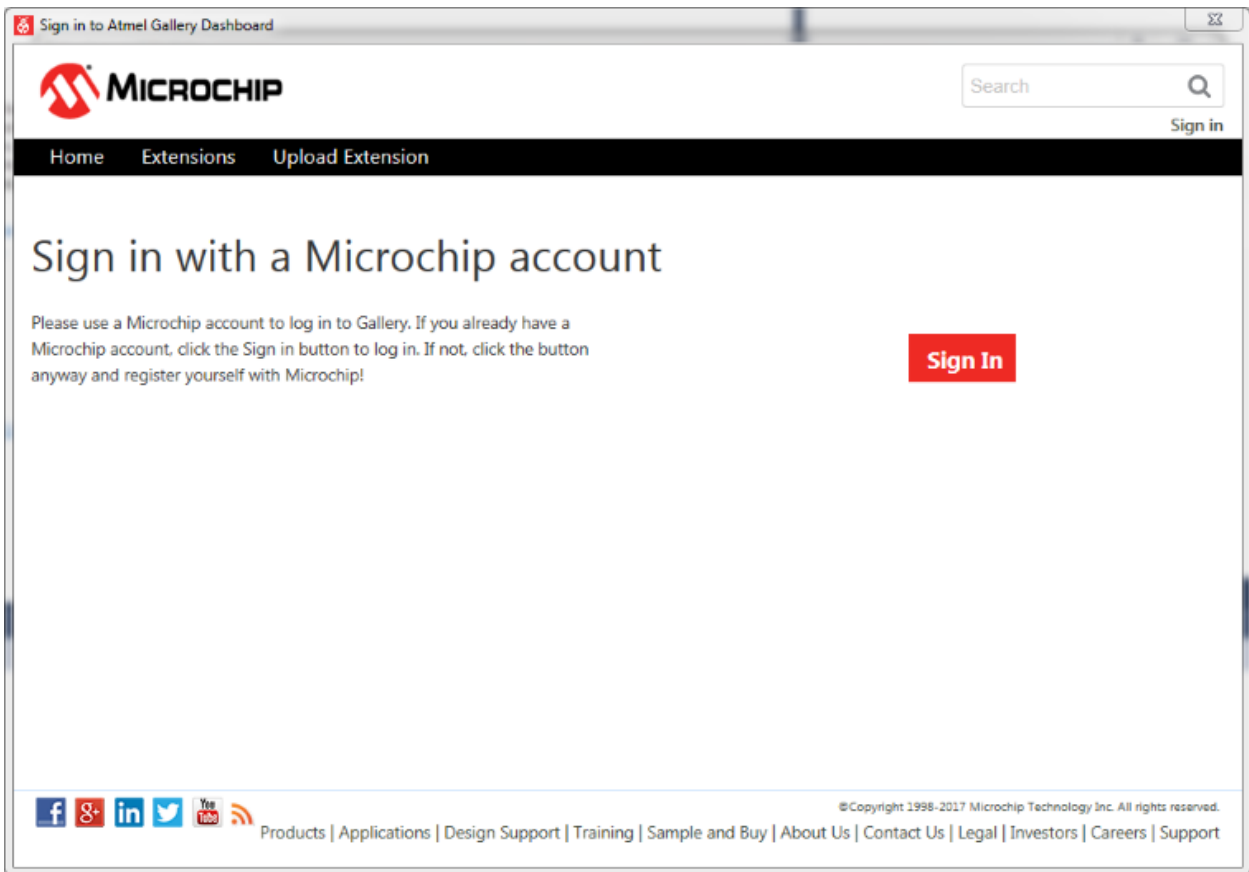 Sign in to Atmel Gallery Dashboard
MICROCHIP
Search
Sign in
Home Extensions Upload Extension
Sign in with a Microchip account
Please use a Microchip account to log in to Gallery. If you already have a
Microchip account, click the Sign in button to log in. If not, click the button
anyway and register yourself with Microchip!
Sign In
©Copyright 1998-2017 Microchip Technology Inc. All rights reserved.
f 8+ in You Tube
Products | Applications | Design Support | Training | Sample and Buy | About Us | Contact Us | Legal | Investors | Careers | Support